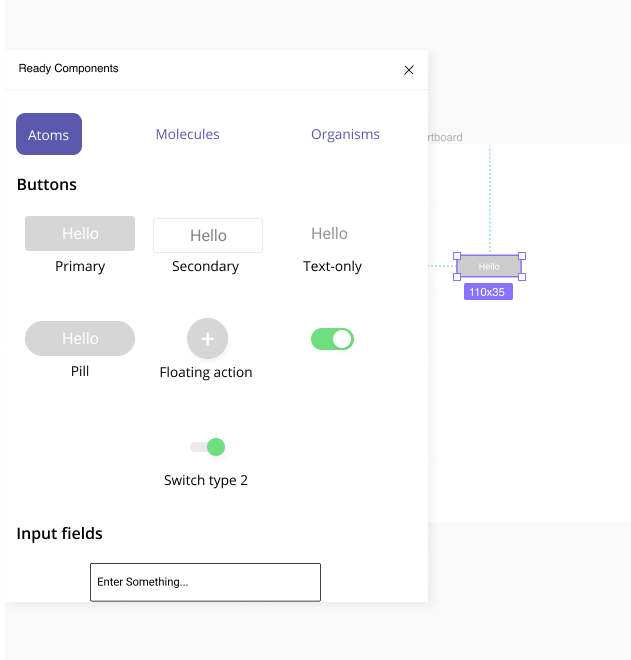 Ready Components
Atoms
Molecules
Organisms
rtboard
Buttons
Hello
Hello
Hello
Primary
Secondary
Text-only
Hello
110x35
Hello
Pill
Floating action
Switch type 2
Input fields
Enter Something...